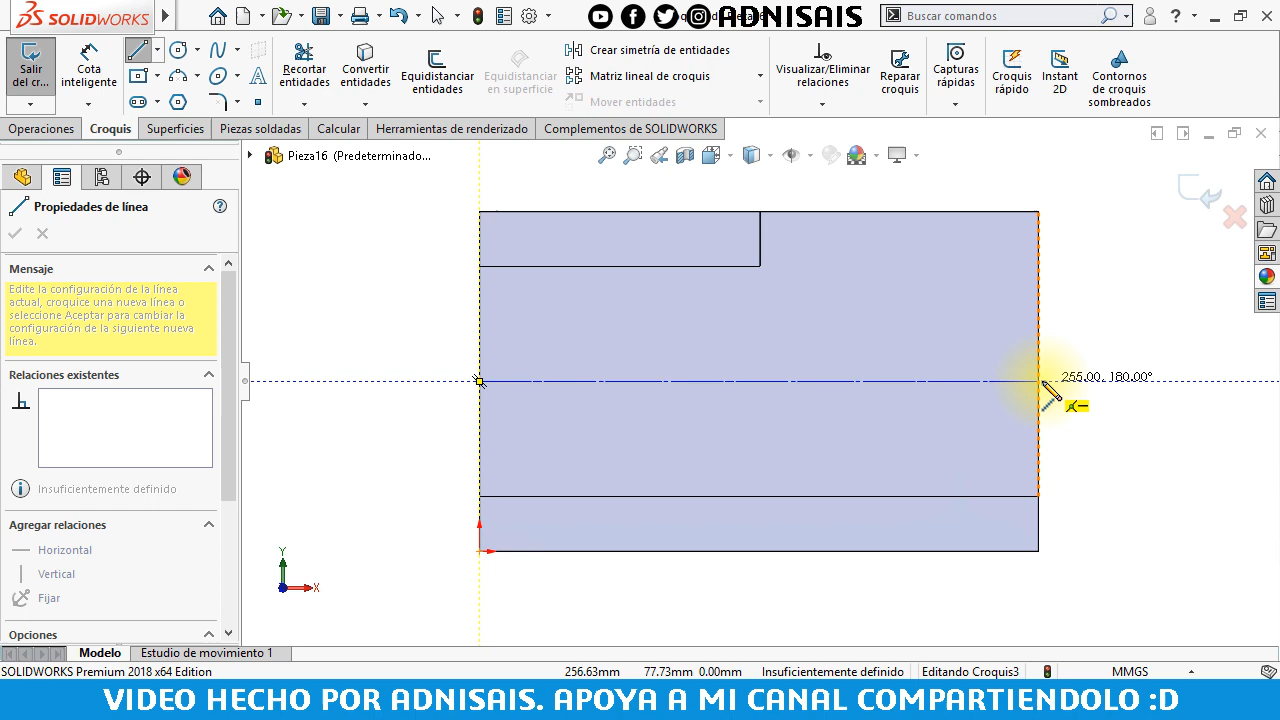 SOLIDWORKS
ADNISAIS
Buscar comandos
Salir del cr...
Cota inteligente
Recortar entidades
Convertir entidades
Equidistanciar entidades
Equidistanciar en superficie
Crear simetría de entidades
Matriz lineal de croquis
Mover entidades
Visualizar/Eliminar relaciones
Reparar croquis
Capturas rápidas
Croquis rápido
Instant 2D
Contornos de croquis sombreados
Operaciones
Croquis
Superficies
Piezas soldadas
Calcular
Herramientas de renderizado
Complementos de SOLIDWORKS
Pieza16 (Predeterminado...
Propiedades de línea
Mensaje
Edite la configuración de la línea
actual, croquice una nueva línea o
seleccione Aceptar para cambiar la
configuración de la siguiente nueva
línea.
Relaciones existentes
Insuficientemente definido
Agregar relaciones
Horizontal
Vertical
Fijar
Opciones
255.00, 180.00°
Y
X
Modelo
Estudio de movimiento 1
SOLIDWORKS Premium 2018 x64 Edition
256.63mm
77.73mm
0.00mm
Insuficientemente definido
Editando Croquis3
MMGS
VIDEO HECHO POR ADNISAIS. APOYA A MI CANAL COMPARTIENDOLO :D